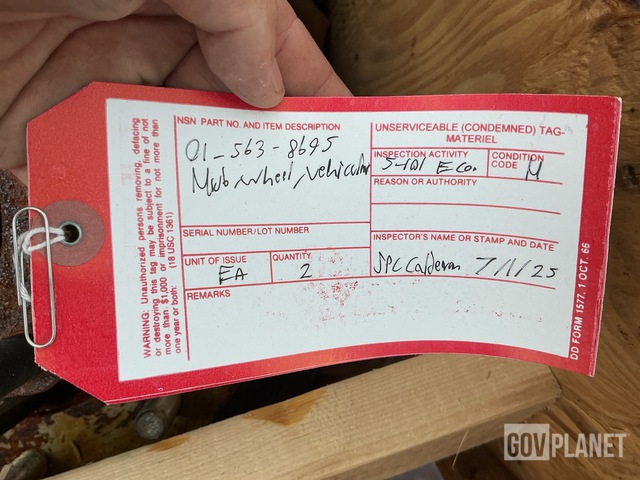 WARNING: Unauthorized persons removing, defacing
or destroying this tag may be subject to a fine of not
more than $1,000 or imprisonment for not more than
one year or both: (18 USC 1361)
NSN PART NO. AND ITEM DESCRIPTION
01-563-8695
wheel, vehicular
SERIAL NUMBER/LOT NUMBER
UNIT OF ISSUE
EA
QUANTITY
2
REMARKS
UNSERVICEABLE (CONDEMNED) TAG-
MATERIEL
INSPECTION ACTIVITY
E Co.
CONDITION
CODE
REASON OR AUTHORITY
INSPECTOR'S NAME OR STAMP AND DATE
SPC Calderon 7/1/25
DD FORM 1577, 1 OCT. 66
GOVPLANET